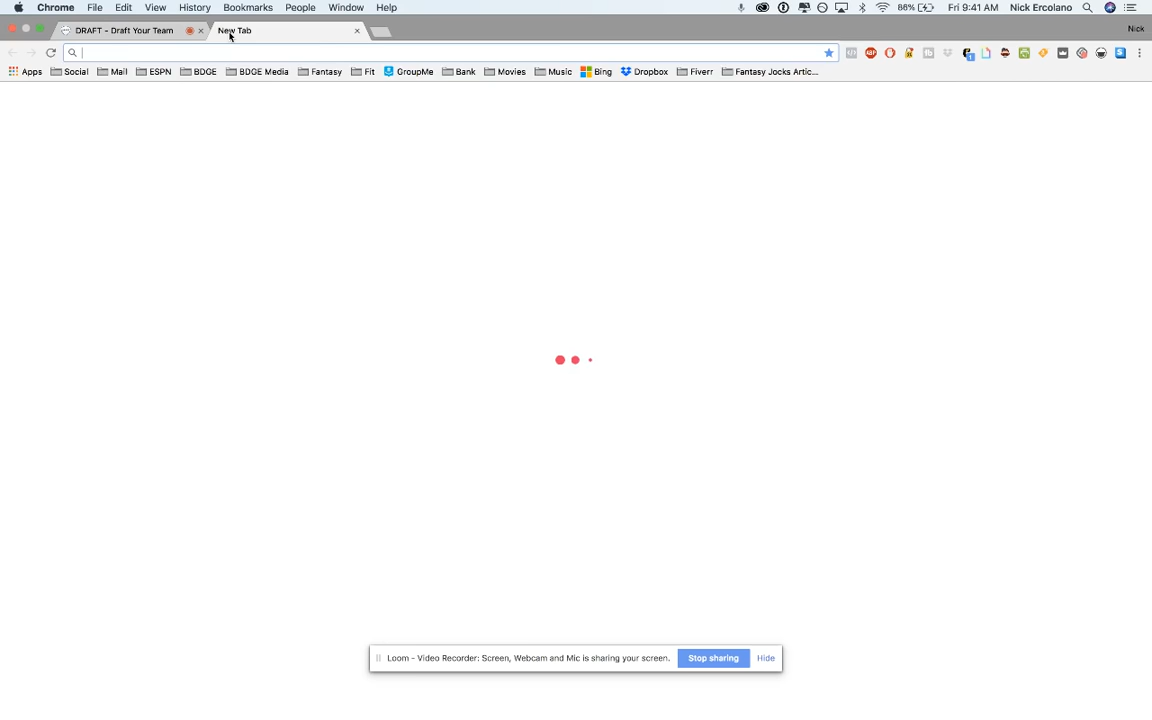 Chrome File Edit View History Bookmarks People Window Help 86% Fri 9:41 AM Nick Ercolano
DRAFT - Draft Your Team New Tab Nick
Apps Social Mail ESPN BDGE BDGE Media Fantasy Fit GroupMe Bank Movies Music Bing Dropbox Fiverr Fantasy Jocks Artic...
Loom - Video Recorder: Screen, Webcam and Mic is sharing your screen. Stop sharing Hide